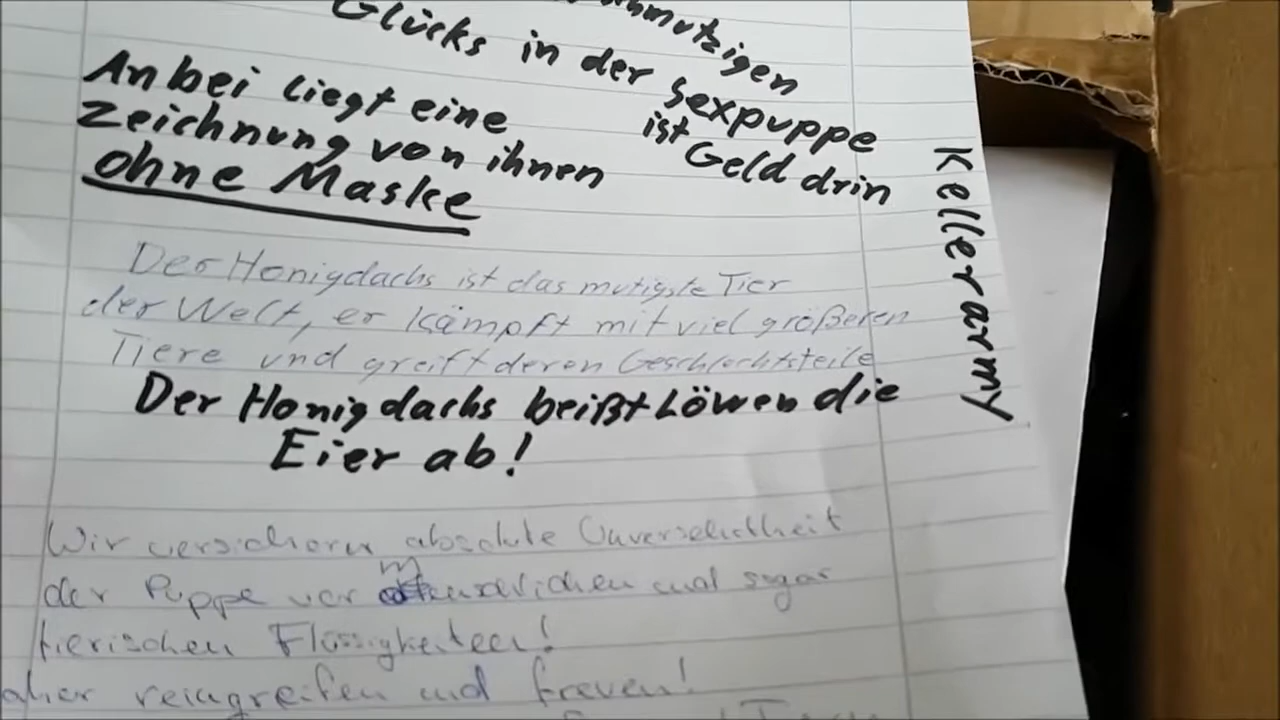 schmutzigen
Glücks in der sexpuppe
ist Geld drin
Anbei liegt eine
Zeichnung von ihnen
ohne Maske
Kellerarmy
Der Honigdachs ist das mutigste Tier
der Welt, er kämpft mit viel größeren
Tiere und greift deren Geschlechtsteile
Der Honigdachs beißt Löwen die
Eier ab!
Wir versichern absolute Unversehrtheit
der Puppe vor menschlichen und sogar
tierischen Flüssigkeiten!
reingreifen und freuen!